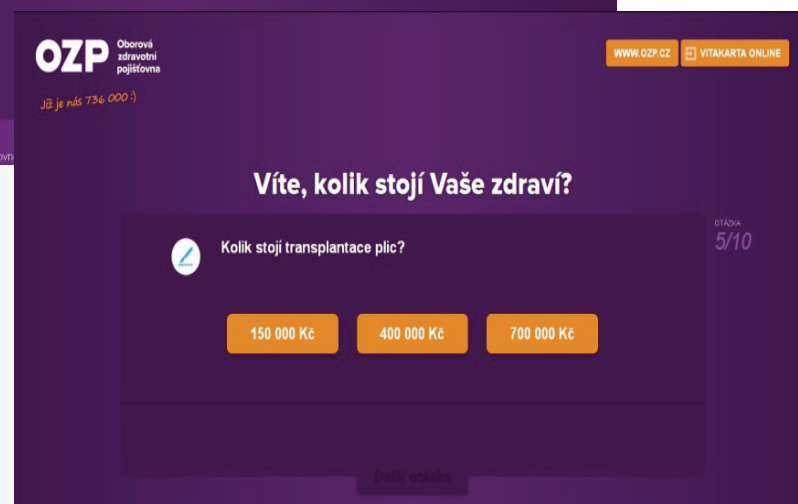 OZP Oborová
zdravotní
pojišťovna
Již je nás 736 000 :)
WWW.OZP.CZ
VITAKARTA ONLINE
Víte, kolik stojí Vaše zdraví?
OTÁZKA
5/10
Kolik stojí transplantace plic?
150 000 Kč
400 000 Kč
700 000 Kč
Další otázka